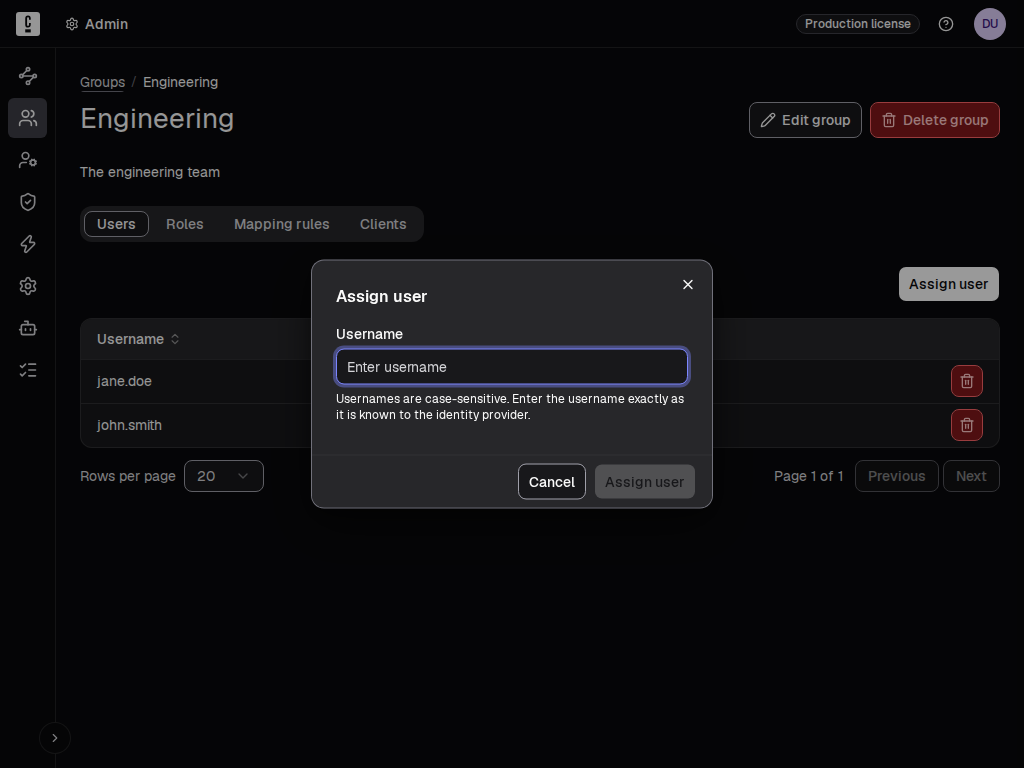 Admin
Production license
DU
Groups / Engineering
Engineering
Edit group
Delete group
The engineering team
Users
Roles
Mapping rules
Clients
Assign user
Username
jane.doe
john.smith
Rows per page
20
Page 1 of 1
Previous
Next
Assign user
Username
Enter username
Usernames are case-sensitive. Enter the username exactly as
it is known to the identity provider.
Cancel
Assign user